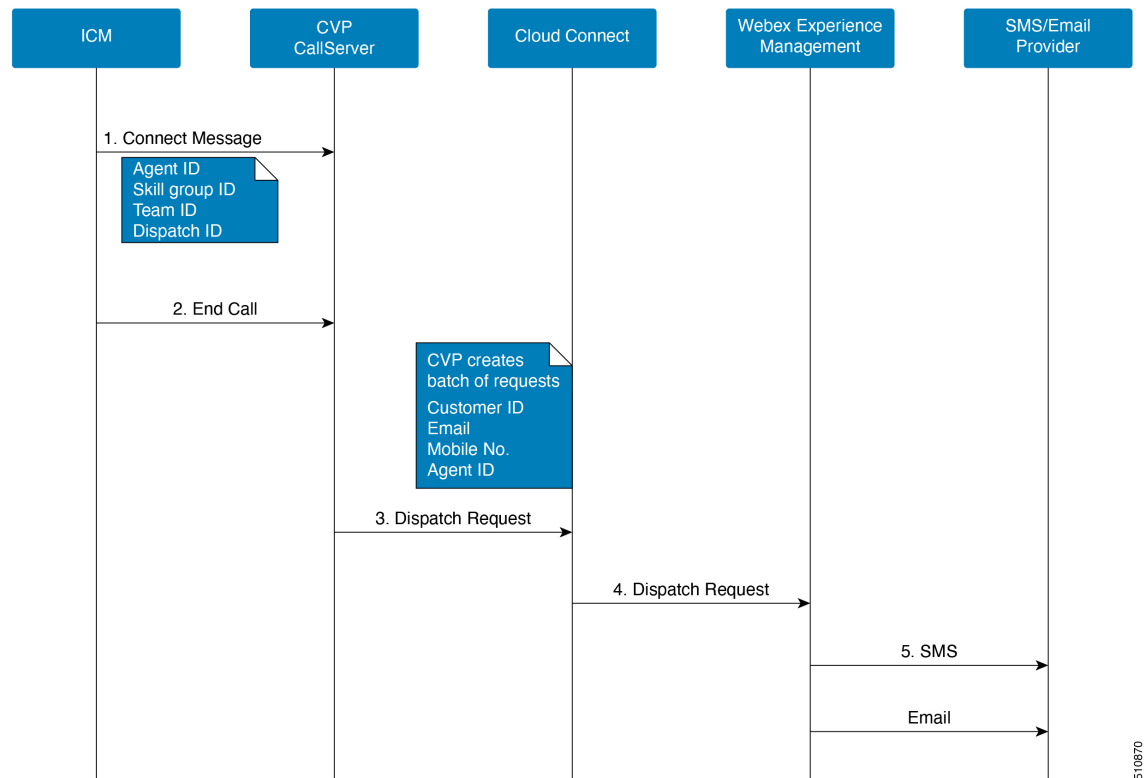 ICM
CVP
CallServer
Cloud Connect
Webex Experience
Management
SMS/Email
Provider
1. Connect Message
Agent ID
Skill group ID
Team ID
Dispatch ID
2. End Call
CVP creates
batch of requests
Customer ID
Email
Mobile No.
Agent ID
3. Dispatch Request
4. Dispatch Request
5. SMS
Email
510870